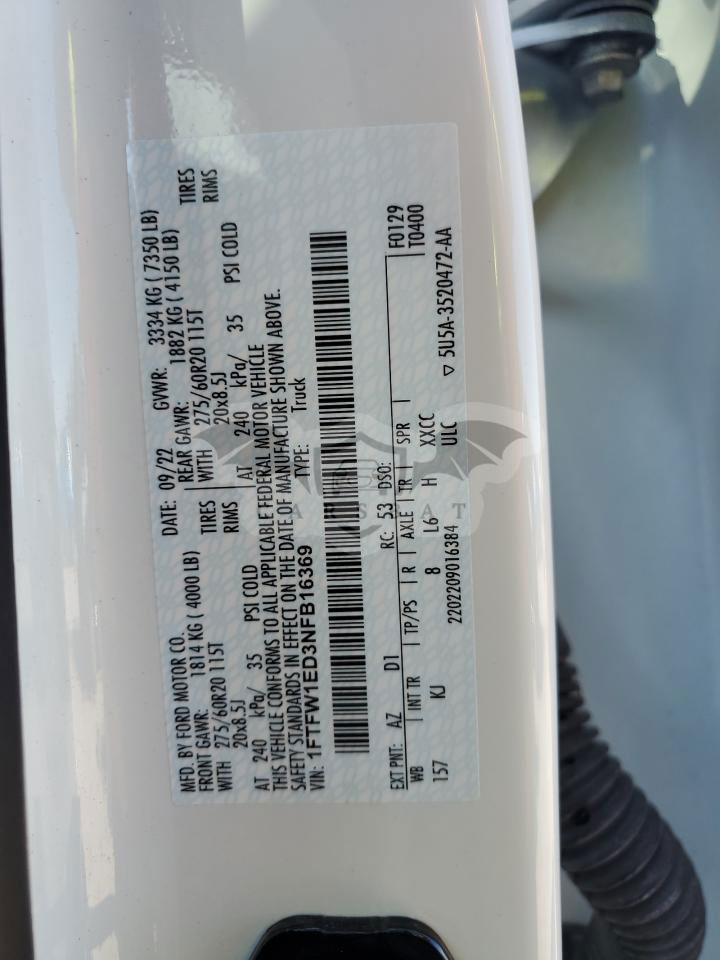 MFD. BY FORD MOTOR CO. DATE: 09/22 GVWR: 3334 KG ( 7350 LB)
FRONT GAWR: 1814 KG ( 4000 LB) REAR GAWR: 1882 KG ( 4150 LB)
WITH 275/60R20 115T TIRES WITH 275/60R20 115T TIRES
20x8.5J RIMS 20x8.5J RIMS
AT 240 kPa/ 35 PSI COLD AT 240 kPa/ 35 PSI COLD
THIS VEHICLE CONFORMS TO ALL APPLICABLE FEDERAL MOTOR VEHICLE
SAFETY STANDARDS IN EFFECT ON THE DATE OF MANUFACTURE SHOWN ABOVE.
VIN: 1FTFW1ED3NFB16369 TYPE: Truck
EXT PNT: AZ D1 RC: 53 DSO: F0129
WB INT TR TP/PS R AXLE TR SPR T0400
157 KJ 8 L6 H XXCC
2202209016384 ULC ▽ 5U5A-3520472-AA